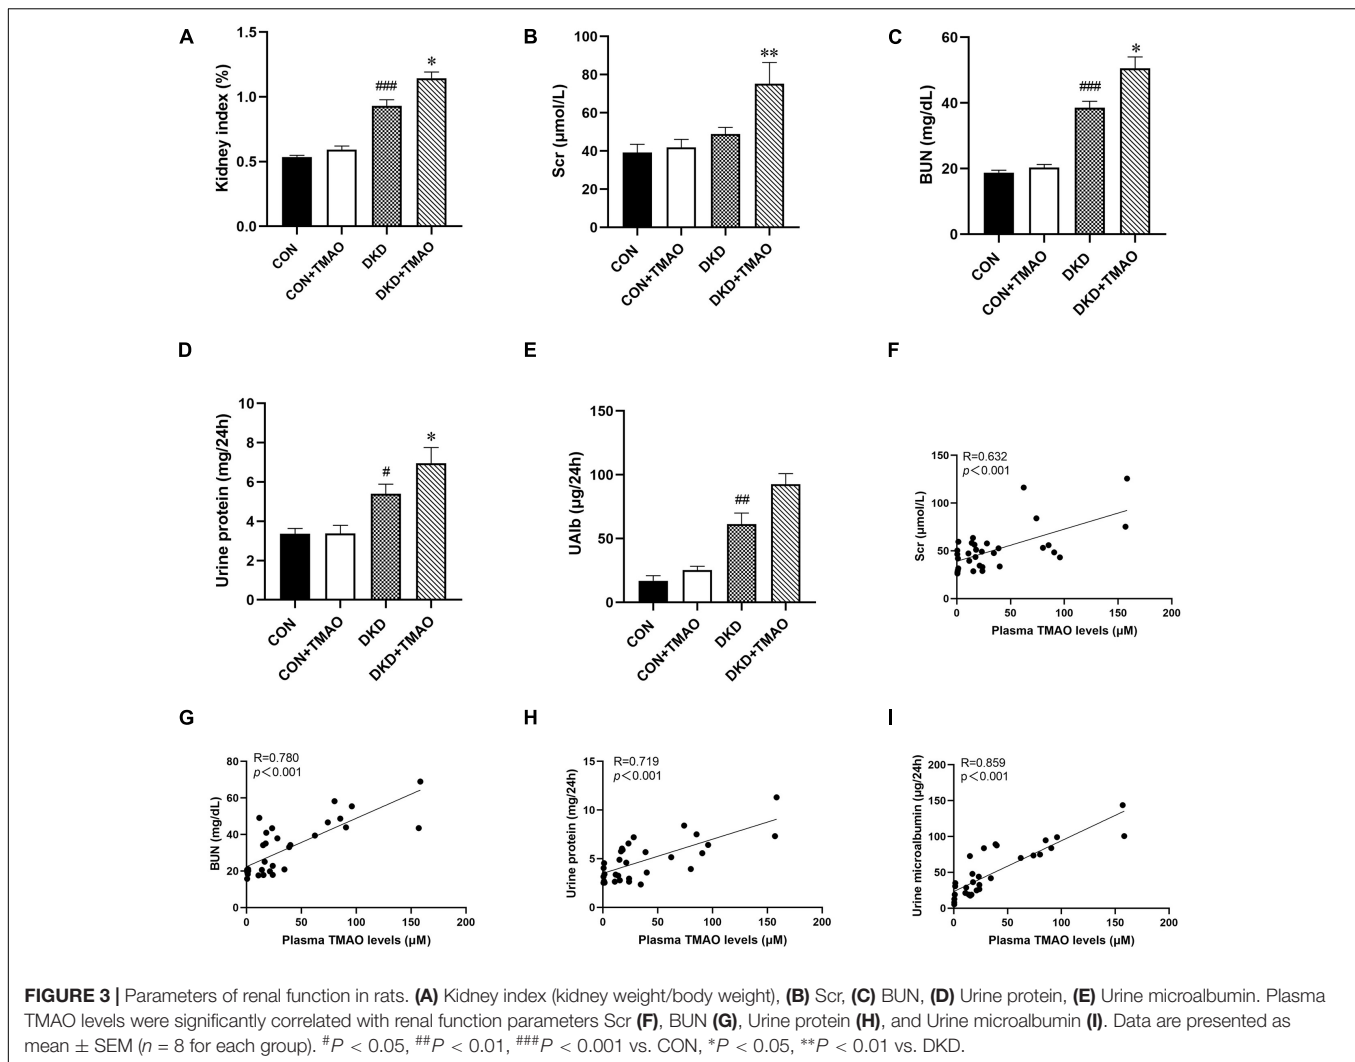 A
Kidney index (%)
1.5
1.0
0.5
0.0
###
*
CON
CON+TMAO
DKD
DKD+TMAO
B
Scr (μmol/L)
100
80
60
40
20
0
**
CON
CON+TMAO
DKD
DKD+TMAO
C
BUN (mg/dL)
60
40
20
0
###
*
CON
CON+TMAO
DKD
DKD+TMAO
D
Urine protein (mg/24h)
10
8
6
4
2
0
#
*
CON
CON+TMAO
DKD
DKD+TMAO
E
UAlb (μg/24h)
150
100
50
0
##
CON
CON+TMAO
DKD
DKD+TMAO
F
R=0.632
p<0.001
Scr (μmol/L)
150
100
50
0
0 50 100 150 200
Plasma TMAO levels (μM)
G
R=0.780
p<0.001
BUN (mg/dL)
80
60
40
20
0
0 50 100 150 200
Plasma TMAO levels (μM)
H
R=0.719
p<0.001
Urine protein (mg/24h)
15
10
5
0
0 50 100 150 200
Plasma TMAO levels (μM)
I
R=0.859
p<0.001
Urine microalbumin (μg/24h)
200
150
100
50
0
0 50 100 150 200
Plasma TMAO levels (μM)
FIGURE 3 | Parameters of renal function in rats. (A) Kidney index (kidney weight/body weight), (B) Scr, (C) BUN, (D) Urine protein, (E) Urine microalbumin. Plasma
TMAO levels were significantly correlated with renal function parameters Scr (F), BUN (G), Urine protein (H), and Urine microalbumin (I). Data are presented as
mean ± SEM (n = 8 for each group). #P < 0.05, ##P < 0.01, ###P < 0.001 vs. CON, *P < 0.05, **P < 0.01 vs. DKD.